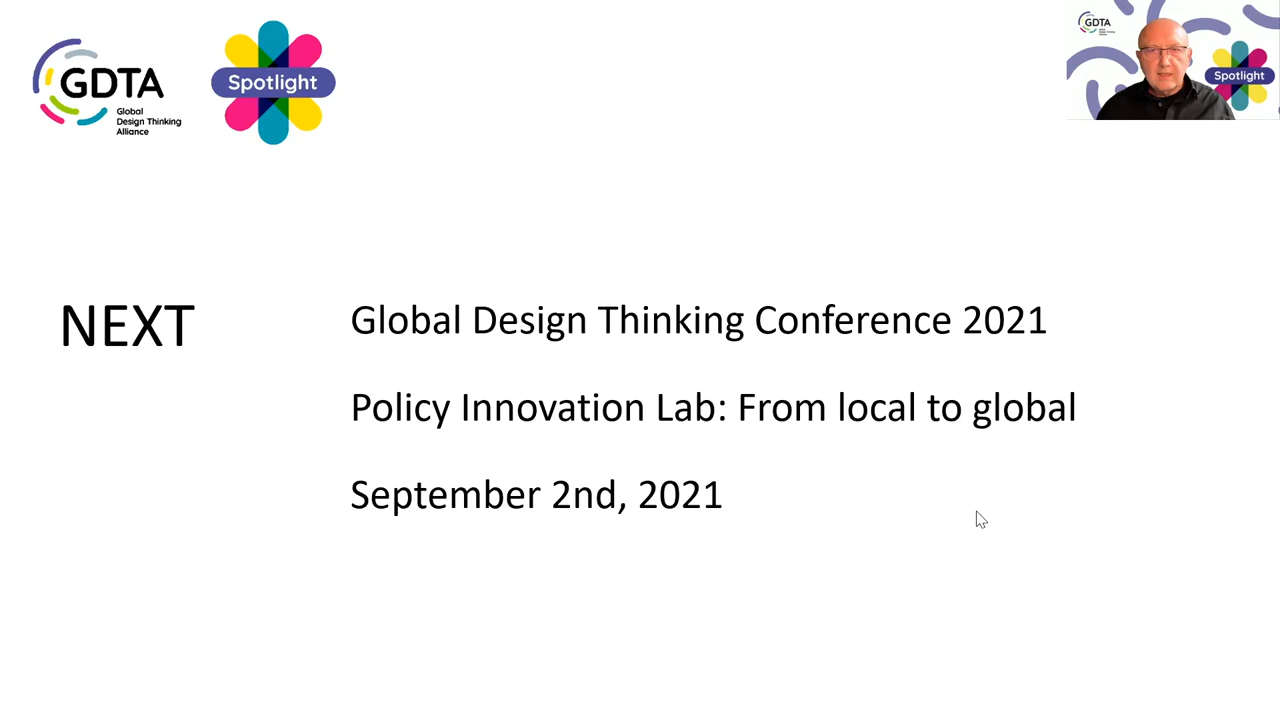 GDTA
Global
Design Thinking
Alliance
Spotlight
GDTA
Spotlight
NEXT
Global Design Thinking Conference 2021
Policy Innovation Lab: From local to global
September 2nd, 2021